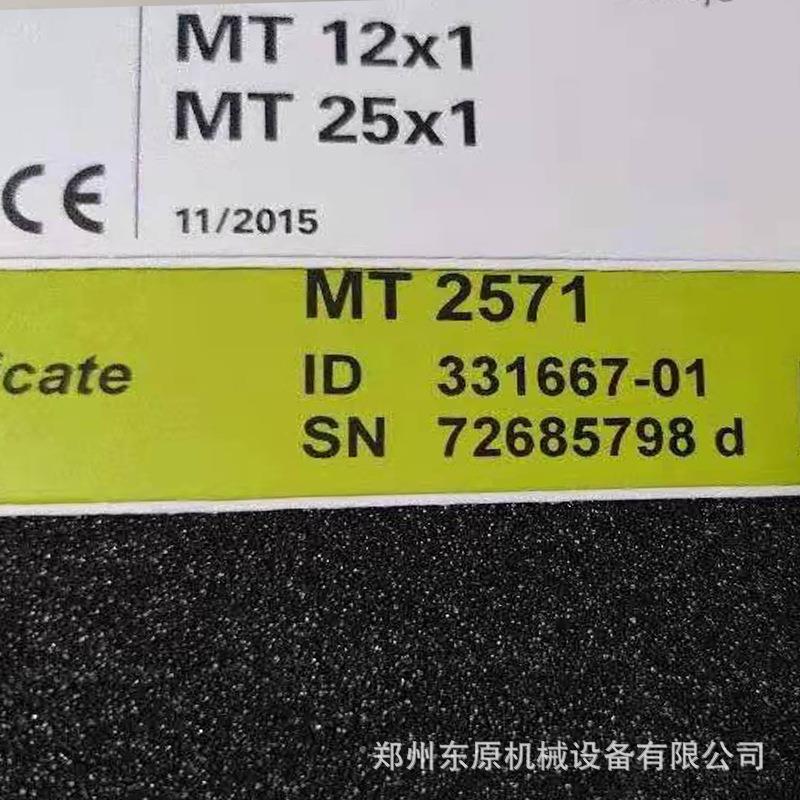 MT 12x1
MT 25x1
CE
11/2015
MT 2571
ID 331667-01
SN 72685798 d
郑州东原机械设备有限公司